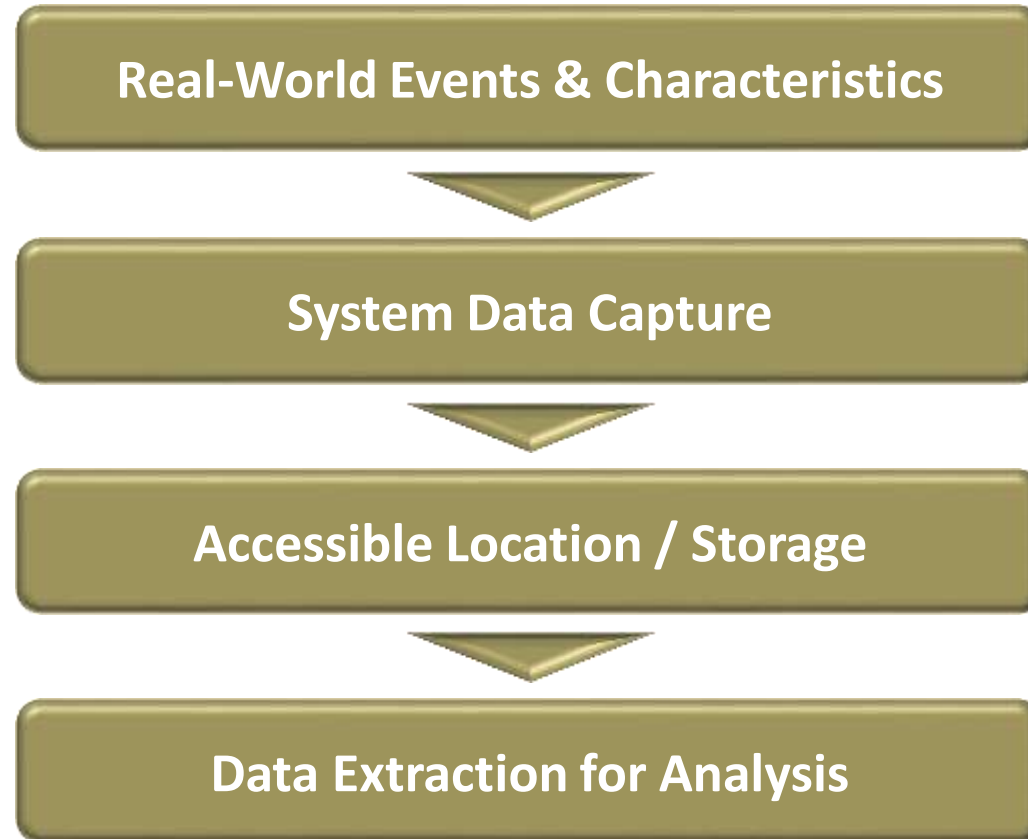 Real-World Events & Characteristics
System Data Capture
Accessible Location / Storage
Data Extraction for Analysis